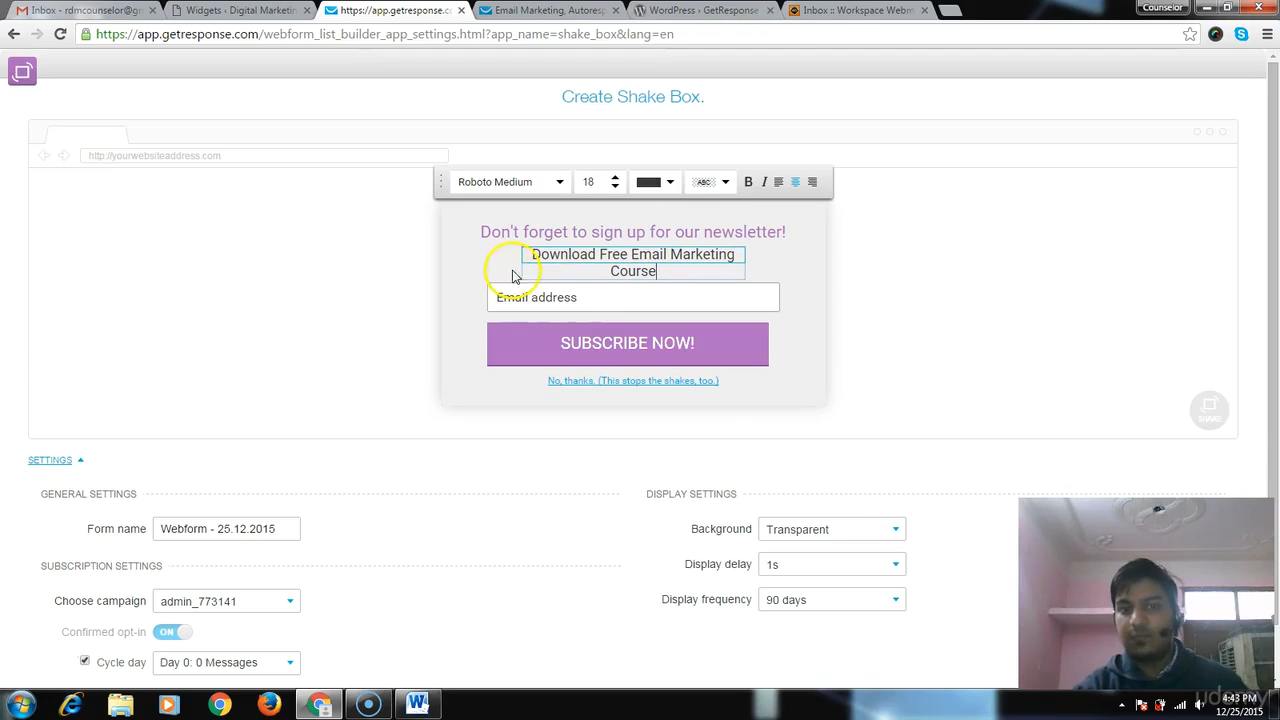 Inbox - rdmcounselor@gm
Widgets ‹ Digital Marketin
https://app.getresponse.c
Email Marketing, Autoresp
WordPress ‹ GetResponse
Inbox :: Workspace Webm
Counselor
https://app.getresponse.com/webform_list_builder_app_settings.html?app_name=shake_box&lang=en
Create Shake Box.
http://yourwebsiteaddress.com
Roboto Medium
18
ABC
B I
Don't forget to sign up for our newsletter!
Download Free Email Marketing
Course
Email address
SUBSCRIBE NOW!
No, thanks. (This stops the shakes, too.)
SHAKE
SETTINGS
GENERAL SETTINGS
DISPLAY SETTINGS
Form name
Webform - 25.12.2015
Background
Transparent
SUBSCRIPTION SETTINGS
Display delay
1s
Choose campaign
admin_773141
Display frequency
90 days
Confirmed opt-in
ON
Cycle day
Day 0: 0 Messages
udemy
4:43 PM
12/25/2015